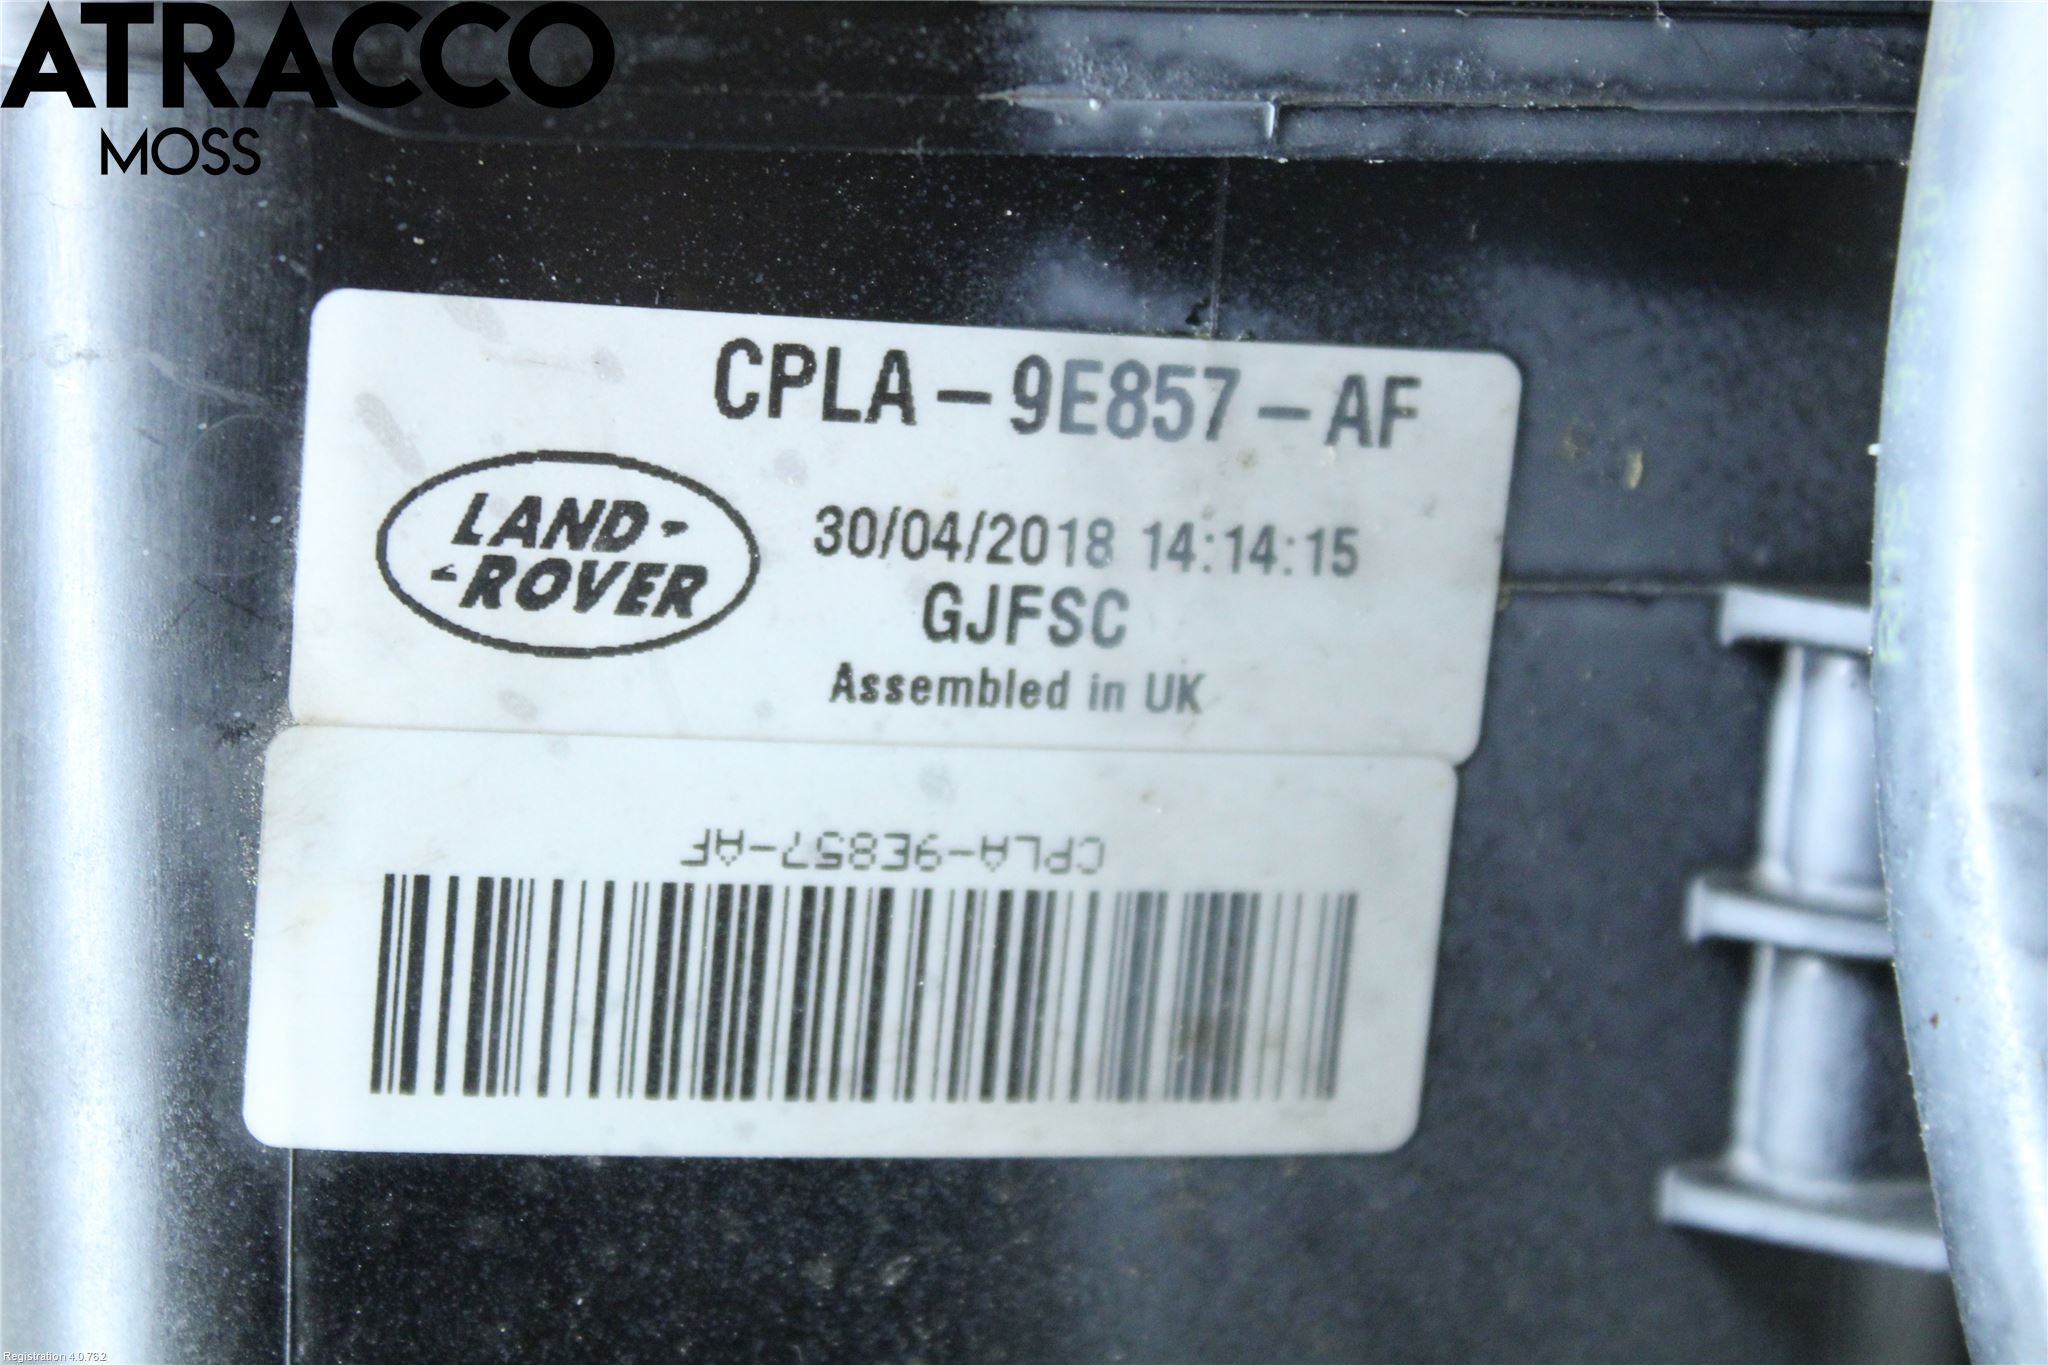 ATRACCO
MOSS
CPLA-9E857-AF
LAND-
-ROVER
30/04/2018 14:14:15
GJFSC
Assembled in UK
CPLA-9E857-AF
Registration 4.0.762